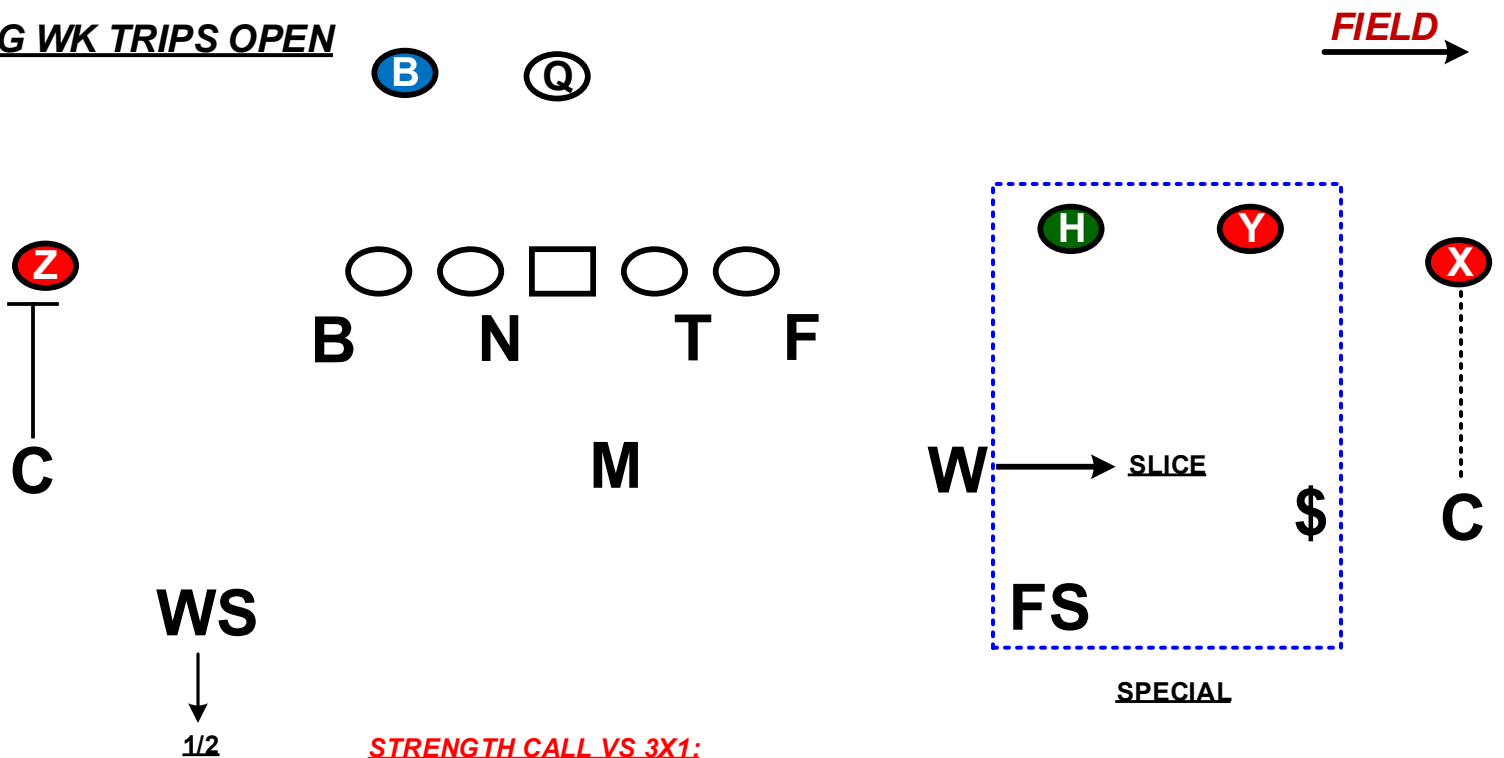 G WK TRIPS OPEN
FIELD
B
Q
H
Y
Z
X
B
N
T
F
C
M
W
SLICE
$
C
WS
FS
SPECIAL
1/2
STRENGTH CALL VS 3X1: